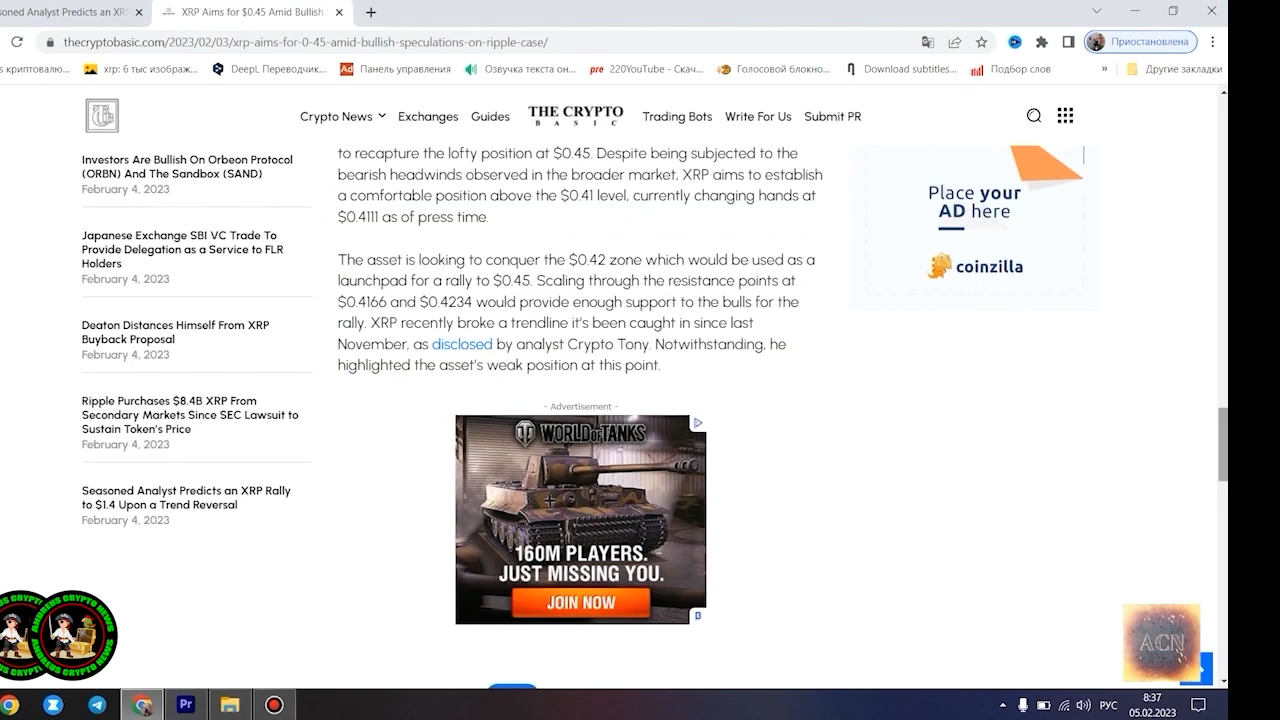 soned Analyst Predicts an XRI
XRP Aims for $0.45 Amid Bullish
thecryptobasic.com/2023/02/03/xrp-aims-for-0-45-amid-bullish-speculations-on-ripple-case/
Приостановлена
s криптовалю...
xrp: 6 тыс изображ...
DeepL Переводчик...
Ad
Панель управления
Озвучка текста он...
pre
220YouTube - Скач...
Голосовой блокно...
Download subtitles...
Подбор слов
»
Другие закладки
Crypto News
Exchanges
Guides
THE CRYPTO
BASIC
Trading Bots
Write For Us
Submit PR
Investors Are Bullish On Orbeon Protocol
(ORBN) And The Sandbox (SAND)
February 4, 2023
Japanese Exchange SBI VC Trade To
Provide Delegation as a Service to FLR
Holders
February 4, 2023
Deaton Distances Himself From XRP
Buyback Proposal
February 4, 2023
Ripple Purchases $8.4B XRP From
Secondary Markets Since SEC Lawsuit to
Sustain Token's Price
February 4, 2023
Seasoned Analyst Predicts an XRP Rally
to $1.4 Upon a Trend Reversal
February 4, 2023
to recapture the lofty position at $0.45. Despite being subjected to the
bearish headwinds observed in the broader market, XRP aims to establish
a comfortable position above the $0.41 level, currently changing hands at
$0.4111 as of press time.
The asset is looking to conquer the $0.42 zone which would be used as a
launchpad for a rally to $0.45. Scaling through the resistance points at
$0.4166 and $0.4234 would provide enough support to the bulls for the
rally. XRP recently broke a trendline it's been caught in since last
November, as disclosed by analyst Crypto Tony. Notwithstanding, he
highlighted the asset's weak position at this point.
- Advertisement -
WORLD OF TANKS
160M PLAYERS.
JUST MISSING YOU.
JOIN NOW
Place your
AD here
coinzilla
ANDREUS CRYPTO NEWS
ACN
Pr
РУС
8:37
05.02.2023